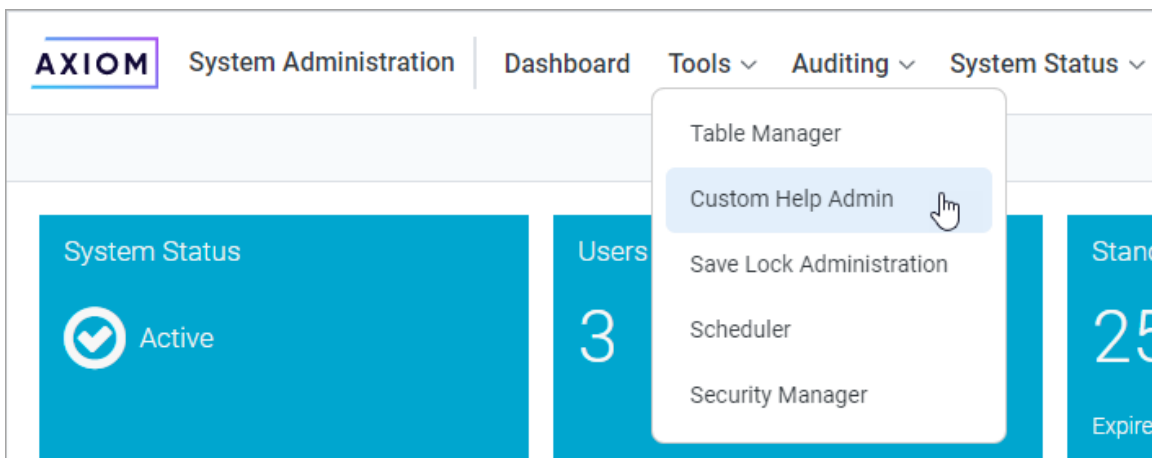 AXIOM System Administration Dashboard Tools Auditing System Status
Table Manager
Custom Help Admin
Save Lock Administration
Scheduler
Security Manager
System Status
Active
Users
3